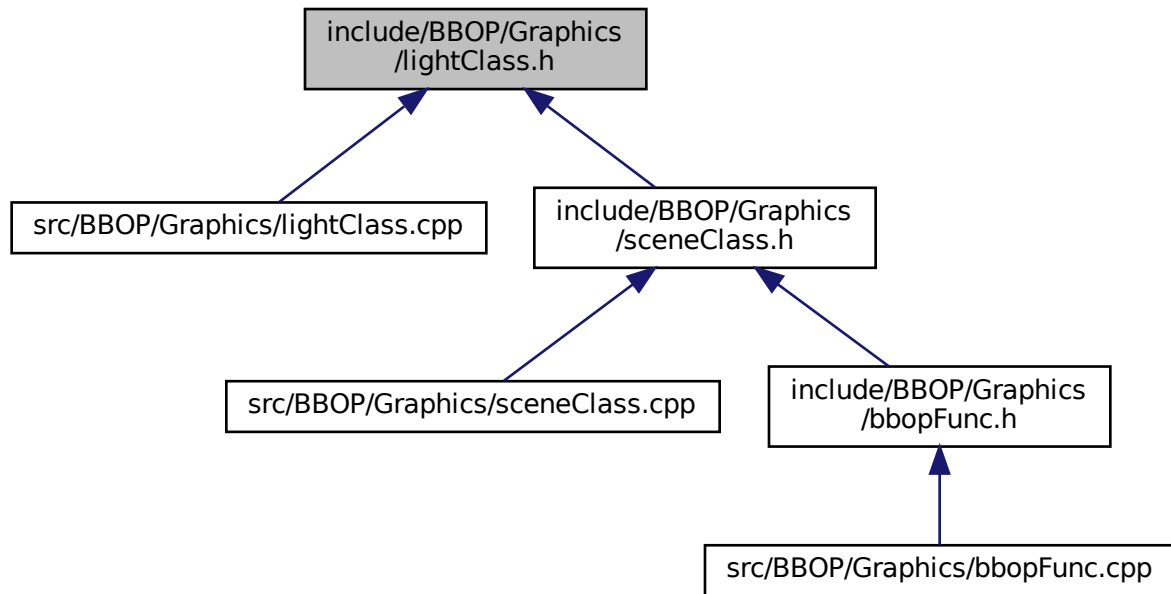 include/BBOP/Graphics
/lightClass.h
src/BBOP/Graphics/lightClass.cpp
include/BBOP/Graphics
/sceneClass.h
src/BBOP/Graphics/sceneClass.cpp
include/BBOP/Graphics
/bbopFunc.h
src/BBOP/Graphics/bbopFunc.cpp